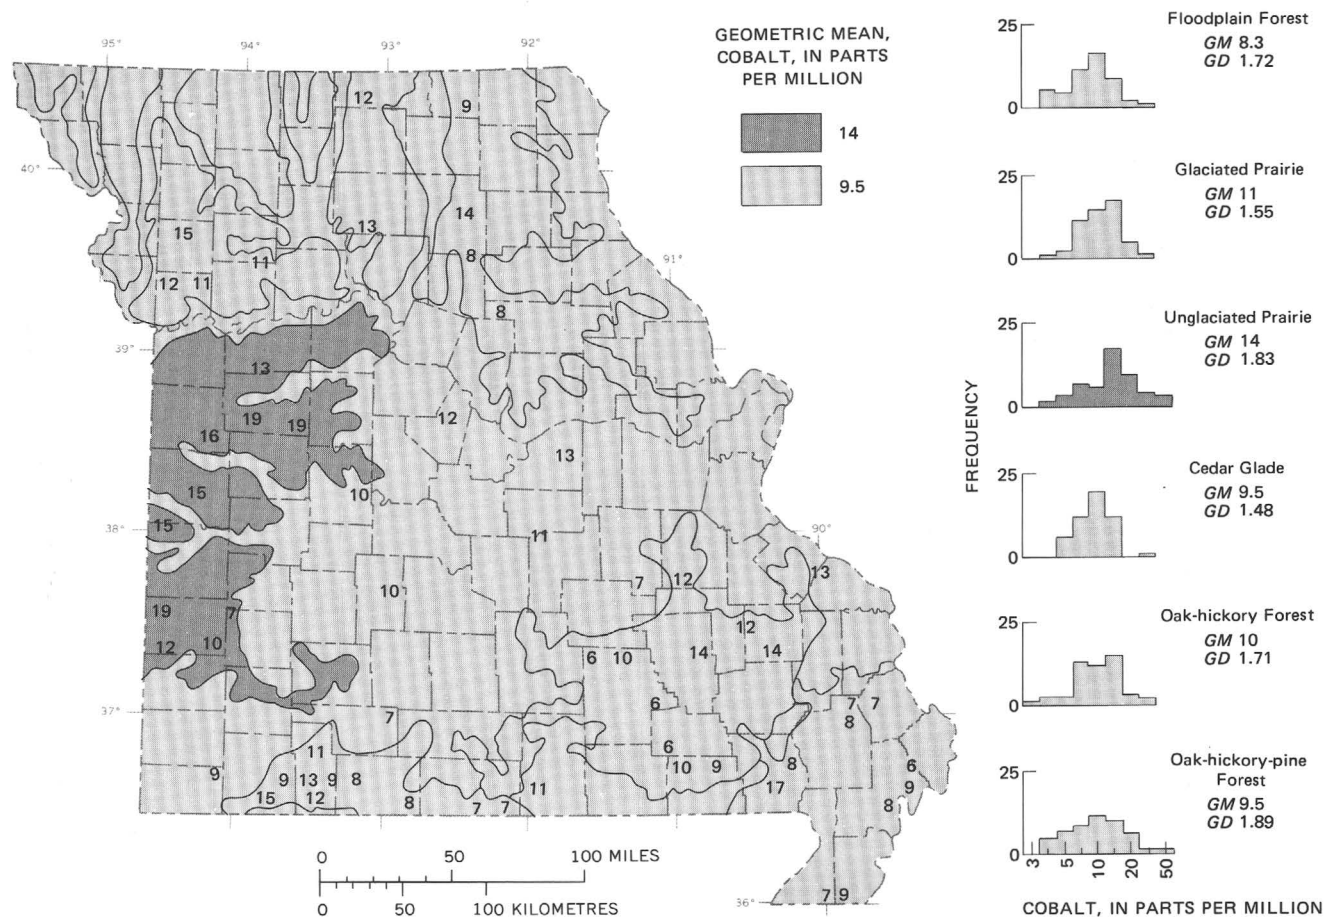 95°
94°
93°
92°
GEOMETRIC MEAN,
COBALT, IN PARTS
PER MILLION
14
9.5
12
9
40°
14
13
15
8
11
12 11
91°
8
39°
13
19
19
12
16
13
15
10
15
38°
11
90°
13
7
12
10
19
7
12
10
12
14
14
6 10
37°
6
7
7 7
8
11
6
9
9 13 9 8
10 9
8
6
15
12
11
17
9
8
7 7
8
0 50 100 MILES
0 50 100 KILOMETRES
36°
7 9
FREQUENCY
25
0
Floodplain Forest
GM 8.3
GD 1.72
25
0
Glaciated Prairie
GM 11
GD 1.55
25
0
Unglaciated Prairie
GM 14
GD 1.83
25
0
Cedar Glade
GM 9.5
GD 1.48
25
0
Oak-hickory Forest
GM 10
GD 1.71
25
0
Oak-hickory-pine
Forest
GM 9.5
GD 1.89
3 5 10 20 50
COBALT, IN PARTS PER MILLION